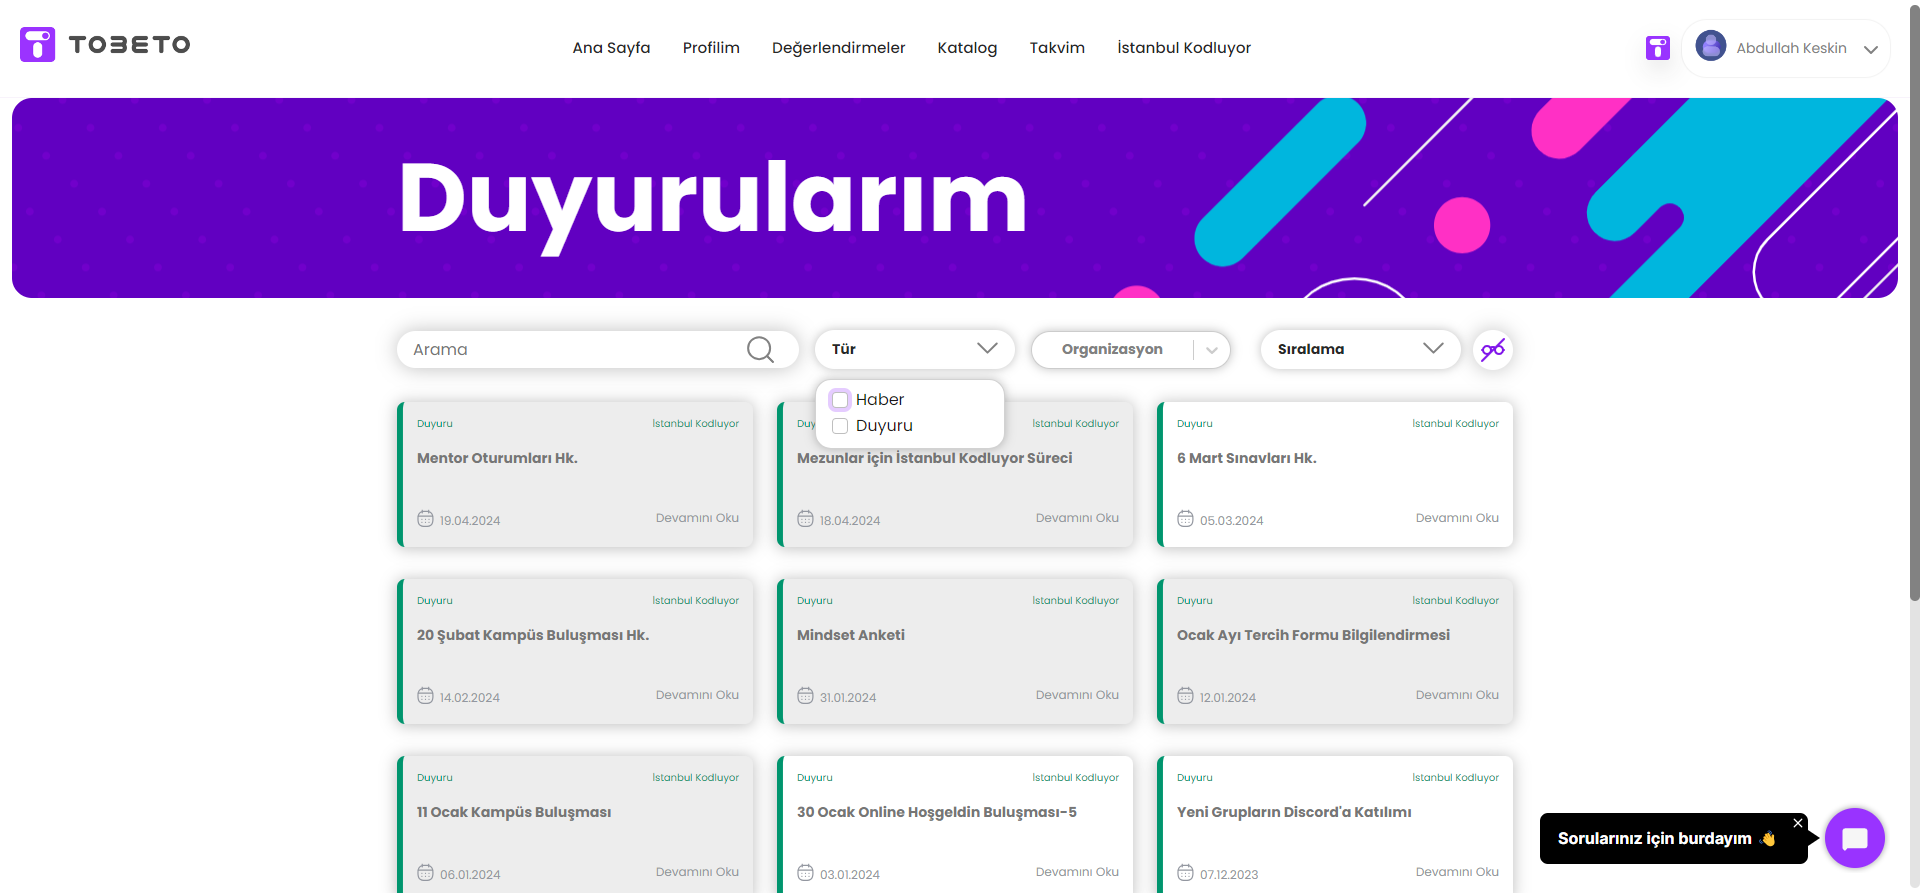 TOBETO
Ana Sayfa Profilim Değerlendirmeler Katalog Takvim İstanbul Kodluyor
Abdullah Keskin
Duyurularım
Arama
Tür
Organizasyon
Sıralama
Haber
Duyuru
Duyuru İstanbul Kodluyor
Mentor Oturumları Hk.
19.04.2024 Devamını Oku
Duy İstanbul Kodluyor
Mezunlar için İstanbul Kodluyor Süreci
18.04.2024 Devamını Oku
Duyuru İstanbul Kodluyor
6 Mart Sınavları Hk.
05.03.2024 Devamını Oku
Duyuru İstanbul Kodluyor
20 Şubat Kampüs Buluşması Hk.
14.02.2024 Devamını Oku
Duyuru İstanbul Kodluyor
Mindset Anketi
31.01.2024 Devamını Oku
Duyuru İstanbul Kodluyor
Ocak Ayı Tercih Formu Bilgilendirmesi
12.01.2024 Devamını Oku
Duyuru İstanbul Kodluyor
11 Ocak Kampüs Buluşması
06.01.2024 Devamını Oku
Duyuru İstanbul Kodluyor
30 Ocak Online Hoşgeldin Buluşması-5
03.01.2024 Devamını Oku
Duyuru İstanbul Kodluyor
Yeni Grupların Discord'a Katılımı
07.12.2023 Devamını Oku
Sorularınız için burdayım 👋